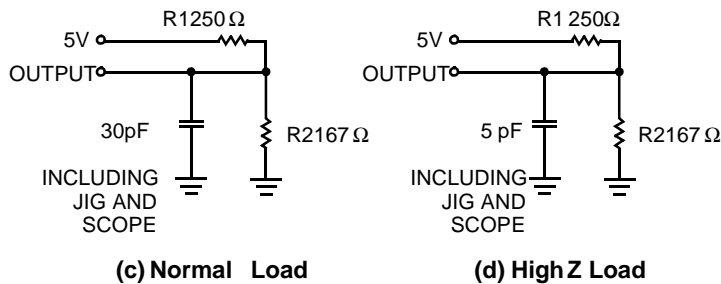 R1250 Ω
5V
OUTPUT
30pF
R2167 Ω
INCLUDING
JIG AND
SCOPE
(c) Normal Load
R1 250Ω
5V
OUTPUT
5 pF
R2167 Ω
INCLUDING
JIG AND
SCOPE
(d) High Z Load